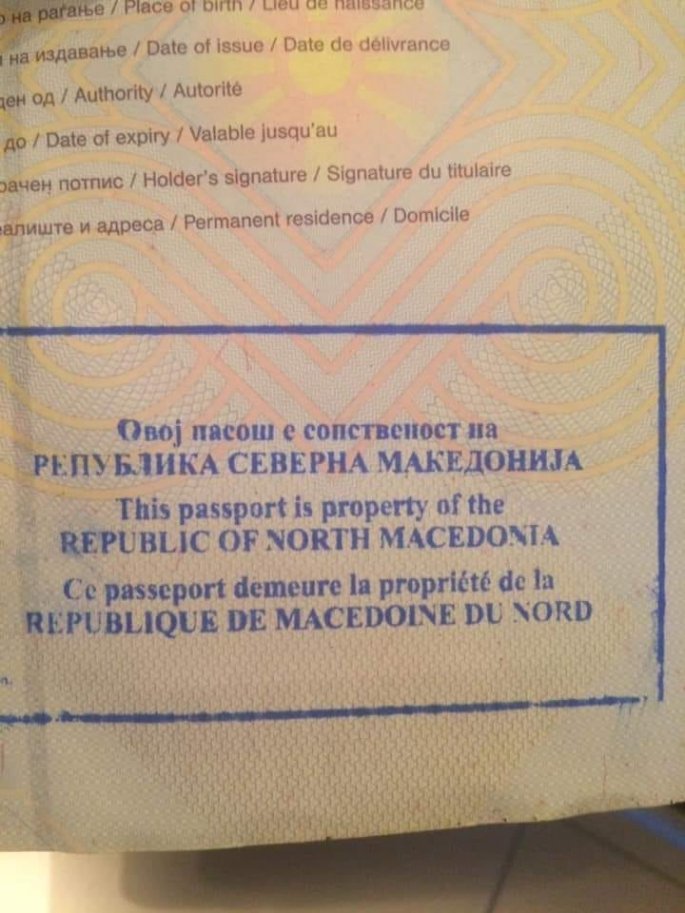 на раѓање / Place of birth / Lieu de naissance
на издавање / Date of issue / Date de délivrance
од / Authority / Autorité
до / Date of expiry / Valable jusqu'au
потпис / Holder's signature / Signature du titulaire
и адреса / Permanent residence / Domicile
Овој пасош е сопственост на
РЕПУБЛИКА СЕВЕРНА МАКЕДОНИЈА
This passport is property of the
REPUBLIC OF NORTH MACEDONIA
Ce passeport demeure la propriété de la
REPUBLIQUE DE MACEDOINE DU NORD